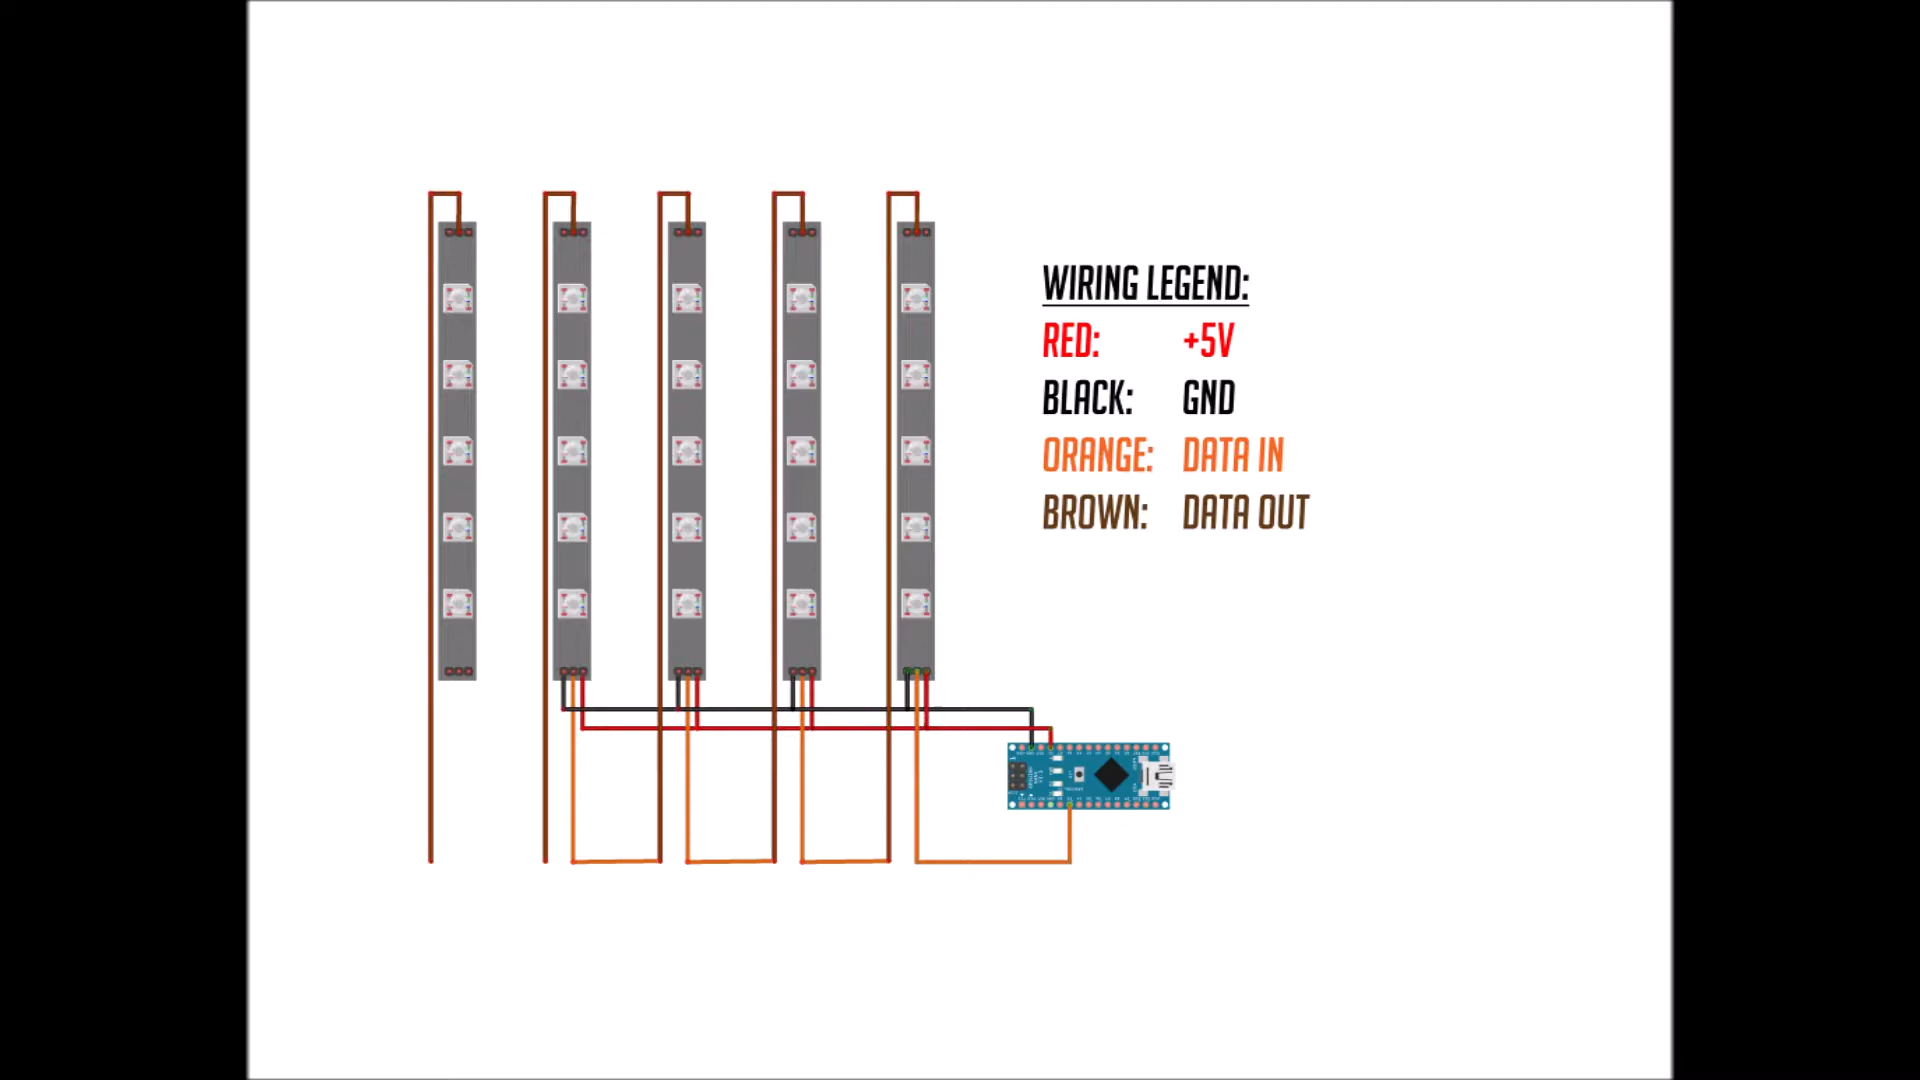 WIRING LEGEND:
RED: +5V
BLACK: GND
ORANGE: DATA IN
BROWN: DATA OUT